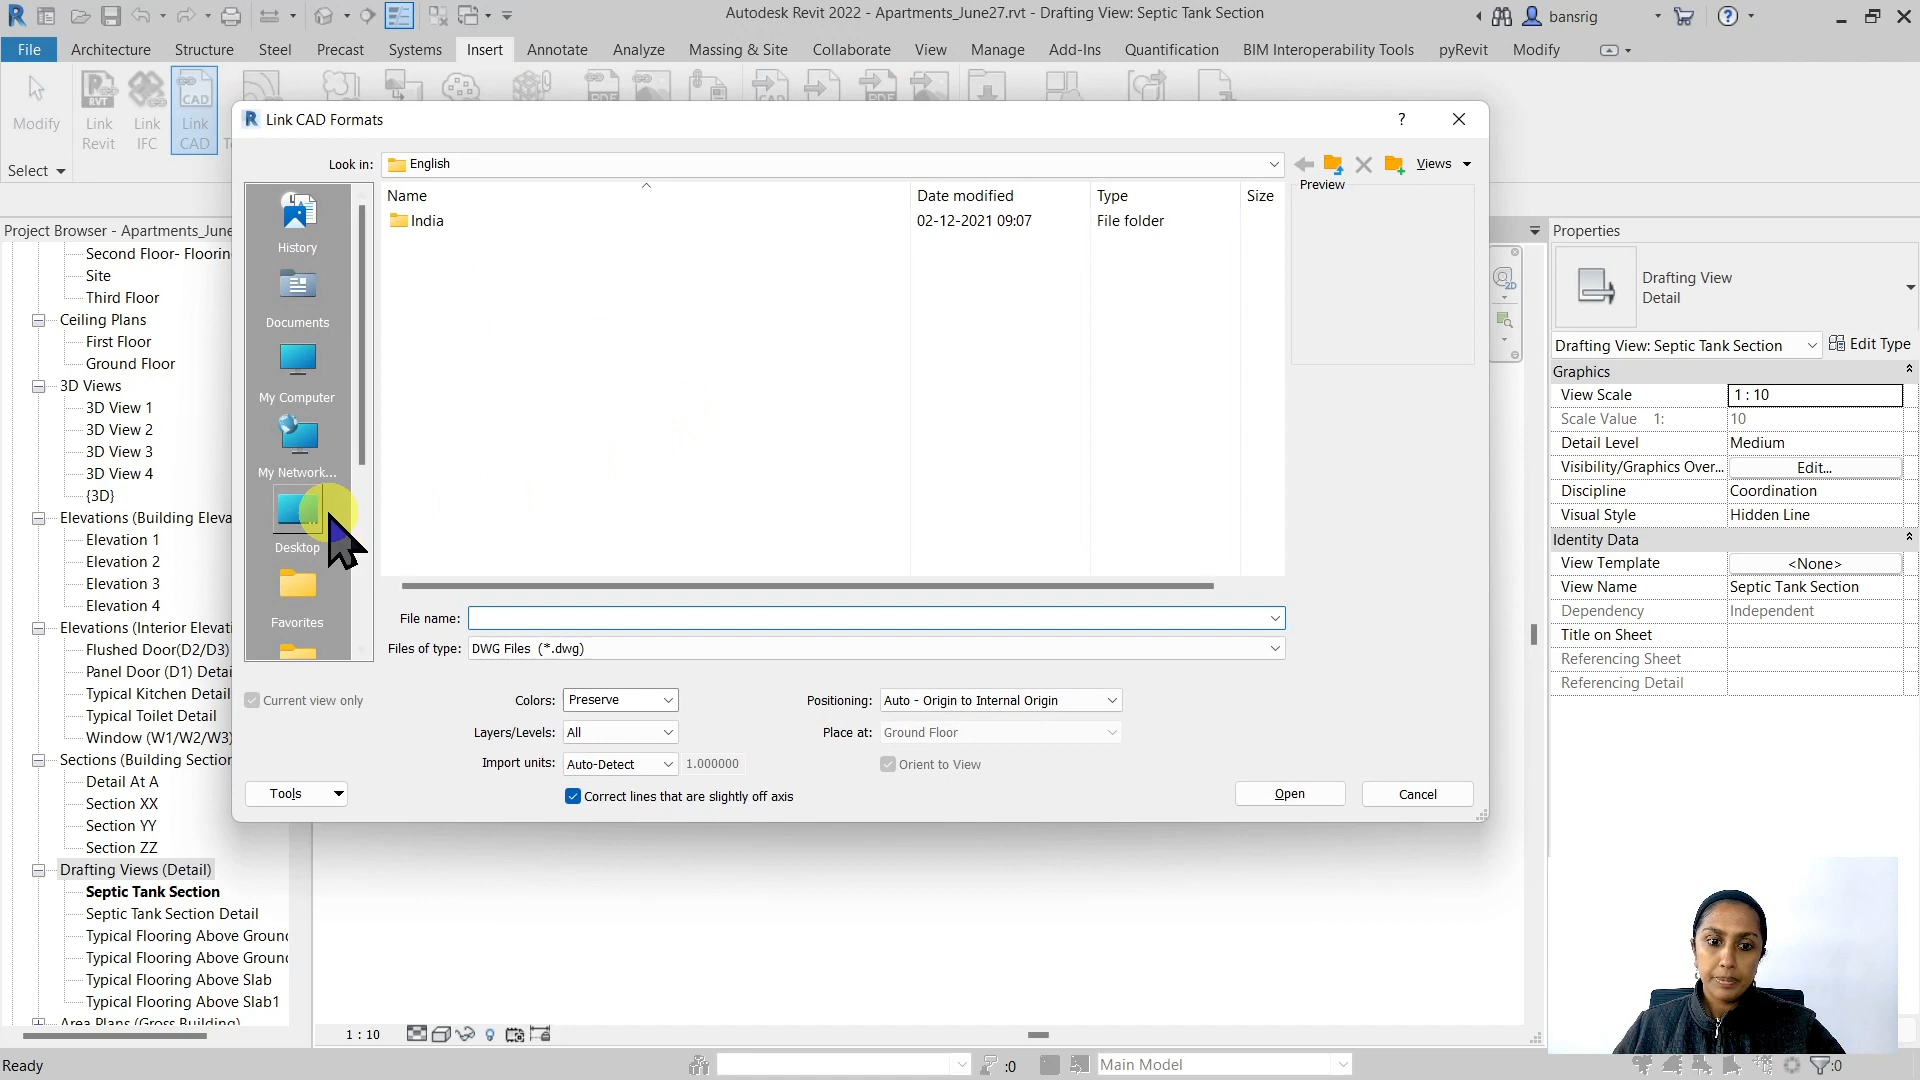 Autodesk Revit 2022 - Apartments_June27.rvt - Drafting View: Septic Tank Section
bansrig
File Architecture Structure Steel Precast Systems Insert Annotate Analyze Massing & Site Collaborate View Manage Add-Ins Quantification BIM Interoperability Tools pyRevit Modify
Modify
Link Revit
Link IFC
Link CAD
Select
Link CAD Formats
Look in: English
Views
Preview
Name Date modified Type Size
India 02-12-2021 09:07 File folder
History
Documents
My Computer
My Network...
Desktop
Favorites
File name:
Files of type: DWG Files (*.dwg)
Current view only
Colors: Preserve
Positioning: Auto - Origin to Internal Origin
Layers/Levels: All
Place at: Ground Floor
Import units: Auto-Detect 1.000000
Orient to View
Correct lines that are slightly off axis
Tools
Open
Cancel
Project Browser - Apartments_June
Second Floor- Floorin
Site
Third Floor
Ceiling Plans
First Floor
Ground Floor
3D Views
3D View 1
3D View 2
3D View 3
3D View 4
{3D}
Elevations (Building Eleva
Elevation 1
Elevation 2
Elevation 3
Elevation 4
Elevations (Interior Elevati
Flushed Door(D2/D3)
Panel Door (D1) Detai
Typical Kitchen Detail
Typical Toilet Detail
Window (W1/W2/W3)
Sections (Building Section
Detail At A
Section XX
Section YY
Section ZZ
Drafting Views (Detail)
Septic Tank Section
Septic Tank Section Detail
Typical Flooring Above Ground
Typical Flooring Above Ground
Typical Flooring Above Slab
Typical Flooring Above Slab1
Area Plans (Gross Building)
Properties
Drafting View
Detail
Drafting View: Septic Tank Section
Edit Type
Graphics
View Scale 1 : 10
Scale Value 1: 10
Detail Level Medium
Visibility/Graphics Over... Edit...
Discipline Coordination
Visual Style Hidden Line
Identity Data
View Template <None>
View Name Septic Tank Section
Dependency Independent
Title on Sheet
Referencing Sheet
Referencing Detail
1 : 10
Ready
:0
Main Model
:0